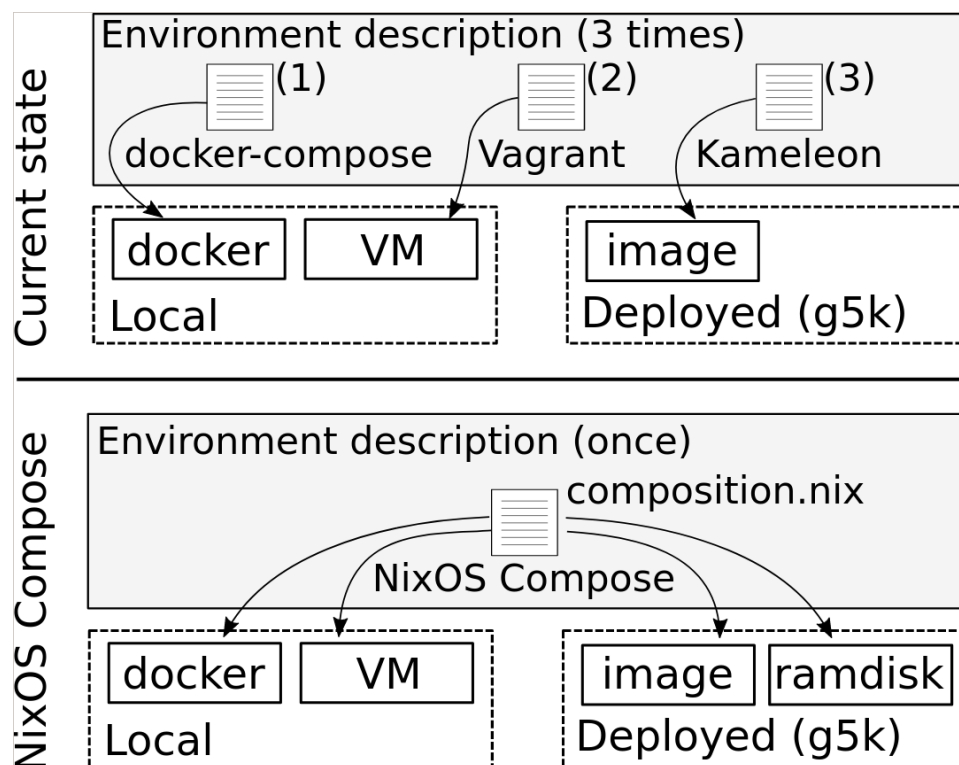 Current state
Environment description (3 times)
(1) (2) (3)
docker-compose Vagrant Kameleon
docker VM image
Local Deployed (g5k)
NixOS Compose
Environment description (once)
composition.nix
NixOS Compose
docker VM image ramdisk
Local Deployed (g5k)